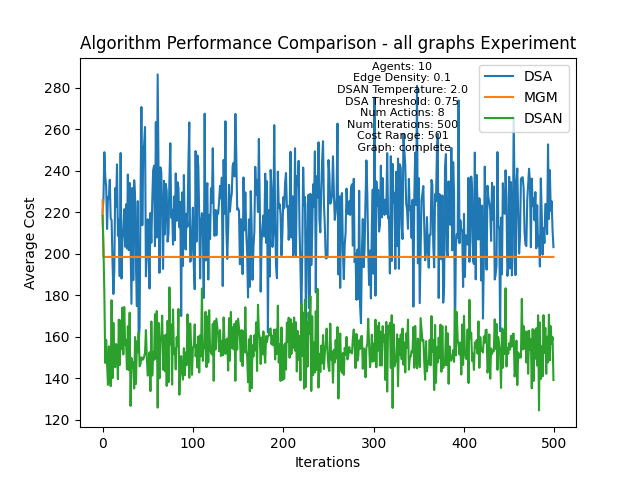 Algorithm Performance Comparison - all graphs Experiment
Agents: 10
Edge Density: 0.1
DSAN Temperature: 2.0
DSA Threshold: 0.75
Num Actions: 8
Num Iterations: 500
Cost Range: 501
Graph: complete
DSA
MGM
DSAN
Average Cost
280
260
240
220
200
180
160
140
120
0 100 200 300 400 500
Iterations